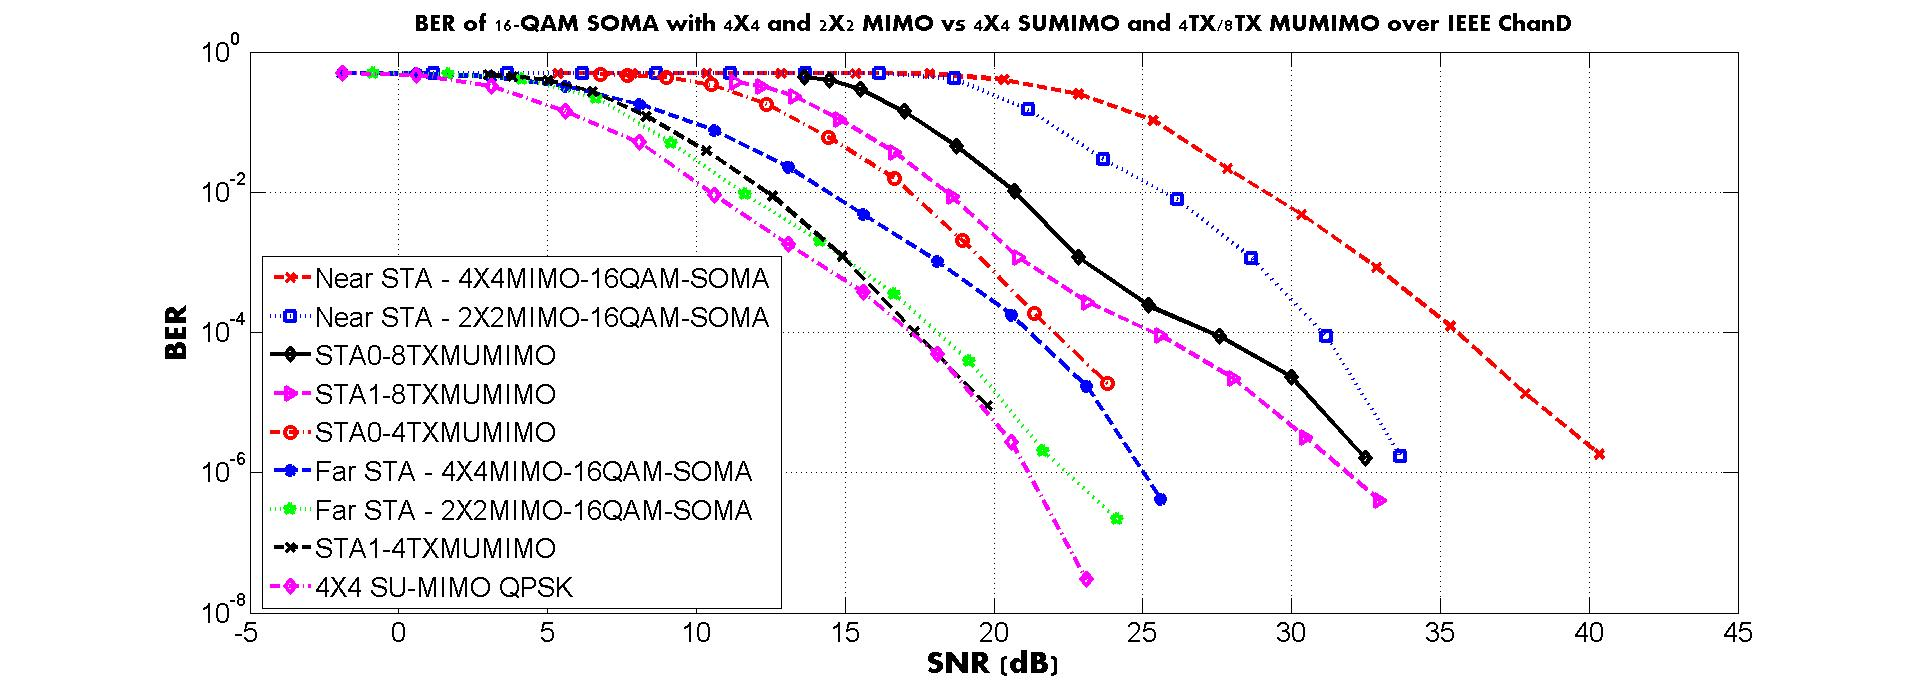 BER of 16-QAM SOMA with 4X4 and 2X2 MIMO vs 4X4 SUMIMO and 4TX/8TX MUMIMO over IEEE ChanD
10^0
10^-2
10^-4
10^-6
10^-8
BER
Near STA - 4X4MIMO-16QAM-SOMA
Near STA - 2X2MIMO-16QAM-SOMA
STA0-8TXMUMIMO
STA1-8TXMUMIMO
STA0-4TXMUMIMO
Far STA - 4X4MIMO-16QAM-SOMA
Far STA - 2X2MIMO-16QAM-SOMA
STA1-4TXMUMIMO
4X4 SU-MIMO QPSK
-5 0 5 10 15 20 25 30 35 40 45
SNR (dB)